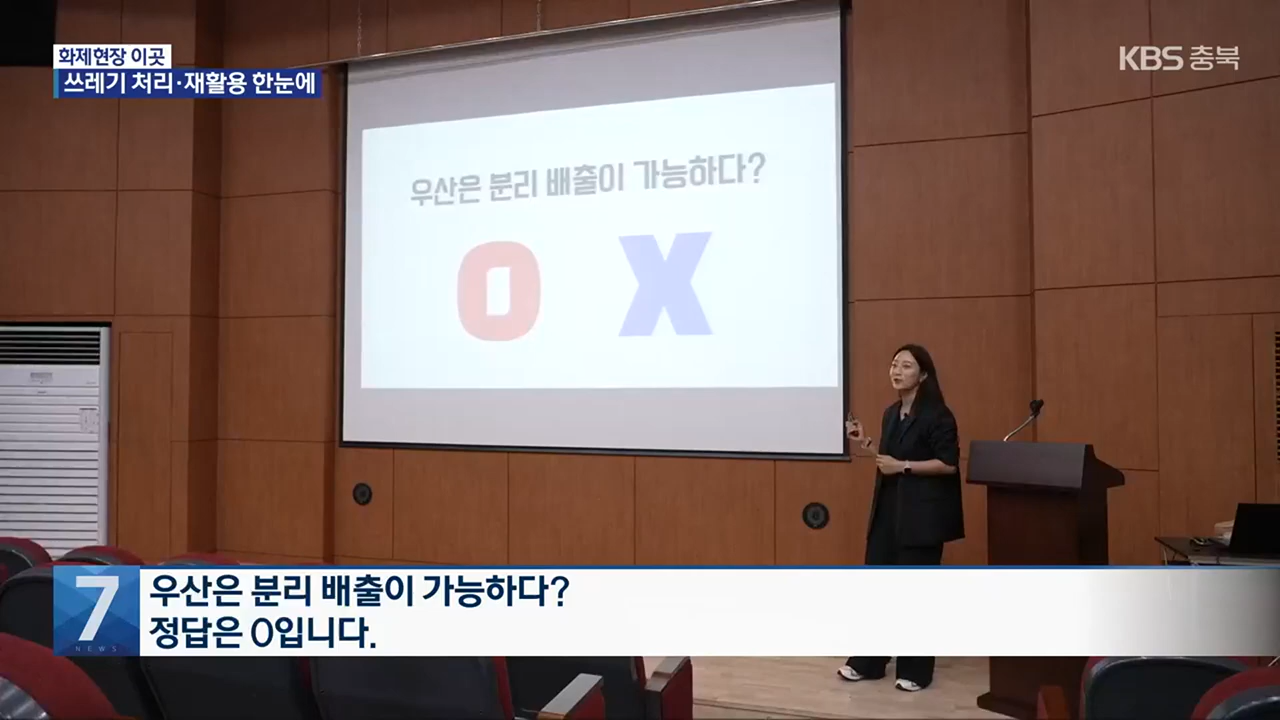 화제현장 이곳
쓰레기 처리·재활용 한눈에
KBS 충북
우산은 분리 배출이 가능하다?
O X
7 우산은 분리 배출이 가능하다?
NEWS 정답은 O입니다.